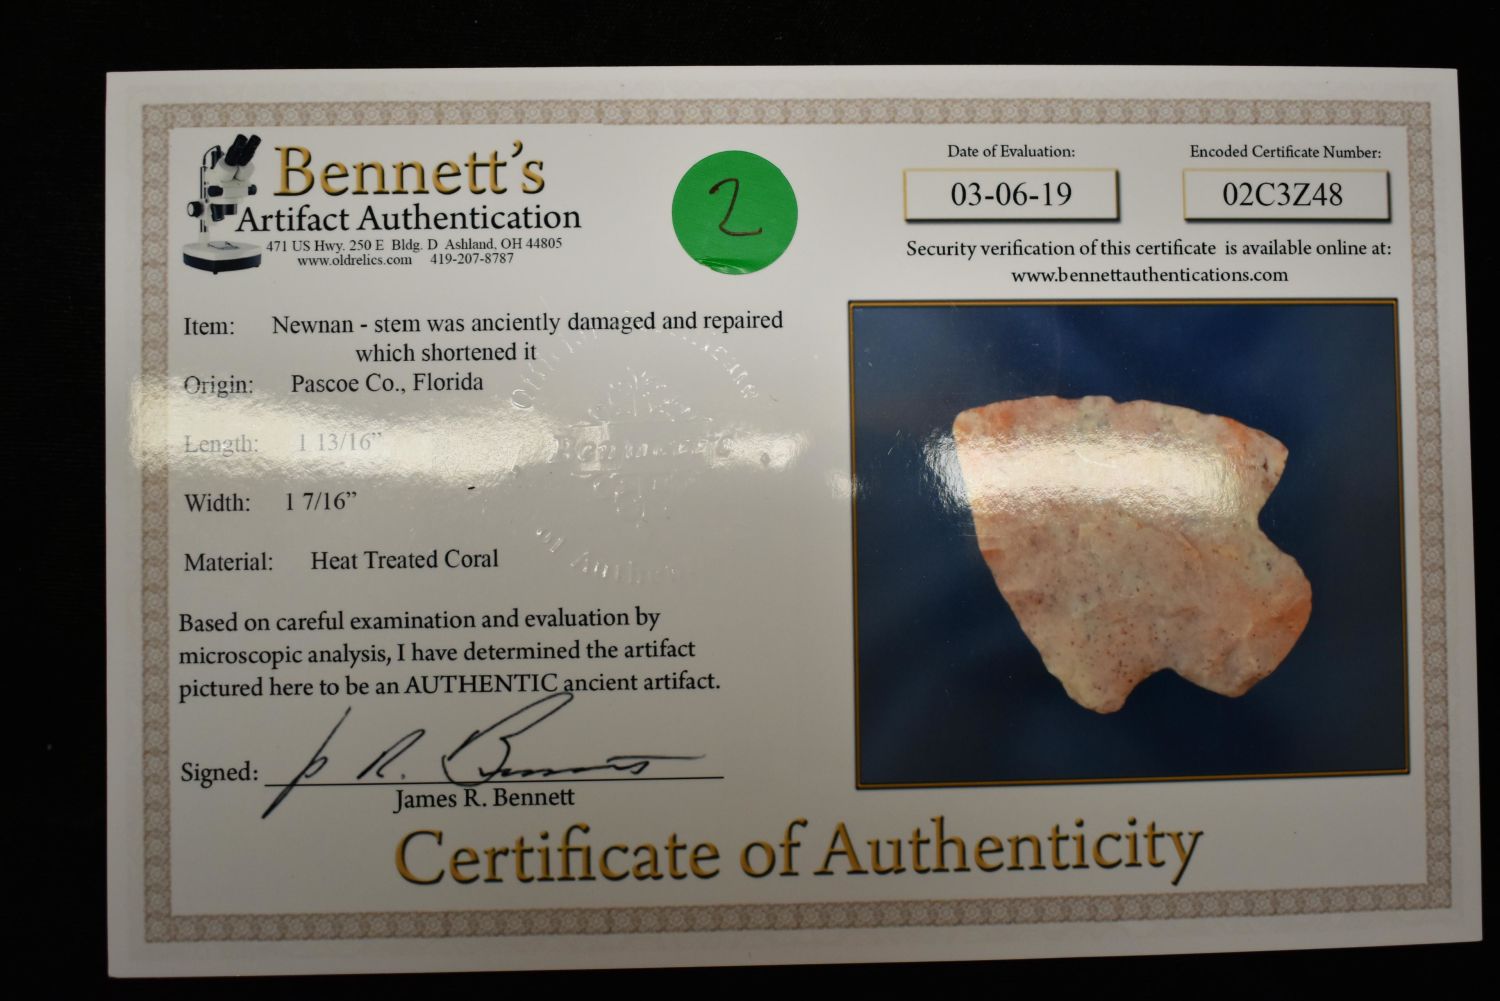 Bennett's
Artifact Authentication
471 US Hwy. 250 E Bldg. D Ashland, OH 44805
www.oldrelics.com 419-207-8787
2
Date of Evaluation:
03-06-19
Encoded Certificate Number:
02C3Z48
Security verification of this certificate is available online at:
www.bennettauthentications.com
Item: Newnan - stem was anciently damaged and repaired
which shortened it
Origin: Pascoe Co., Florida
Length: 1 13/16”
Width: 1 7/16”
Material: Heat Treated Coral
Based on careful examination and evaluation by
microscopic analysis, I have determined the artifact
pictured here to be an AUTHENTIC ancient artifact.
Signed: J R. Bennett
James R. Bennett
Certificate of Authenticity